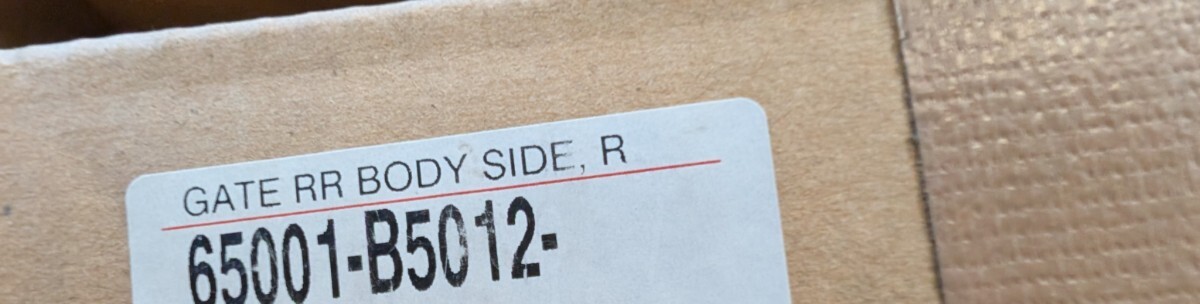 GATE RR BODY SIDE, R
65001-B5012-